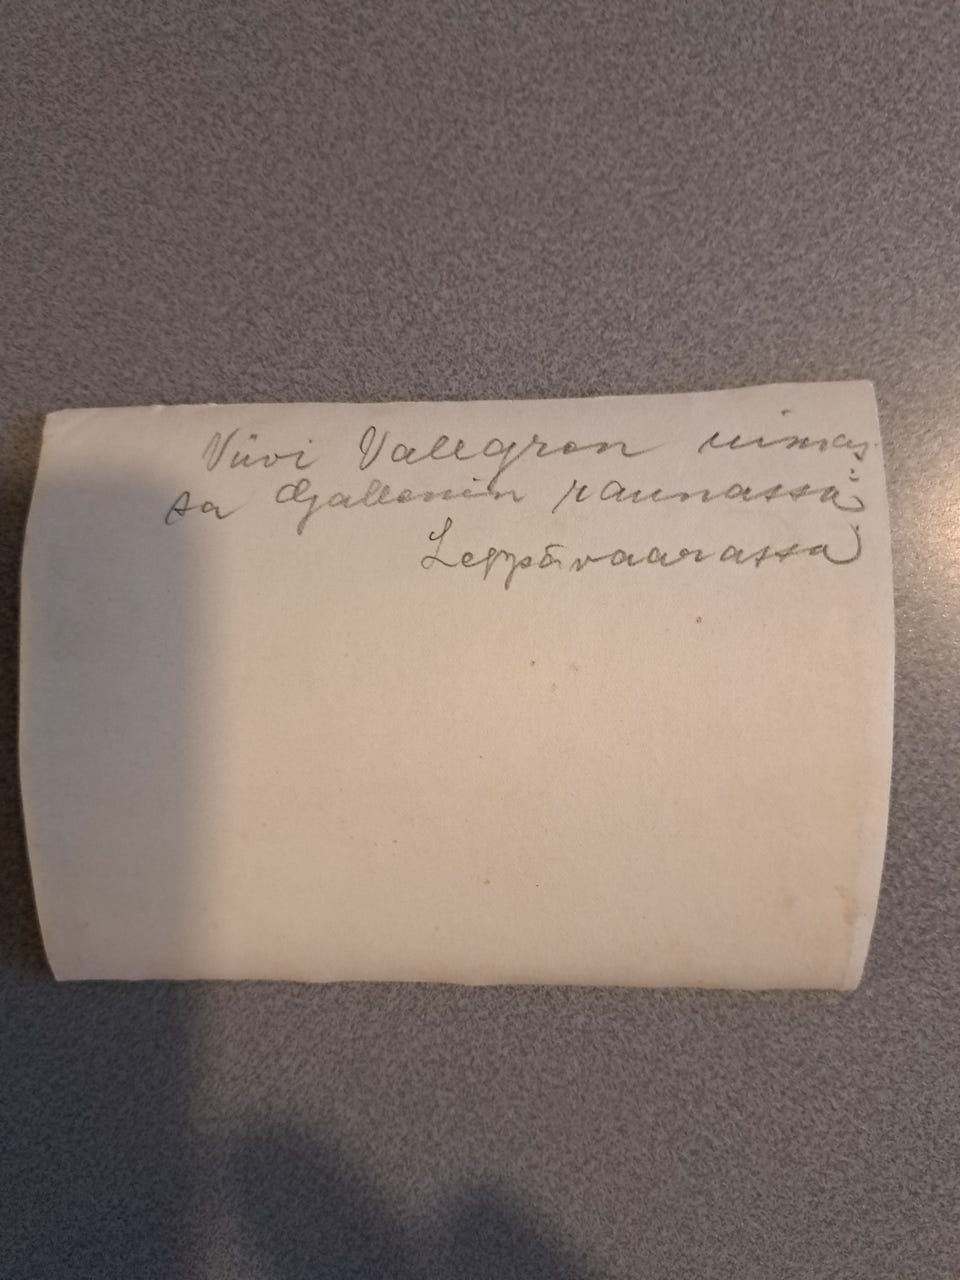 Viivi Vallgren uimas-
sa Gallenin rannassa
Leppävaarassa